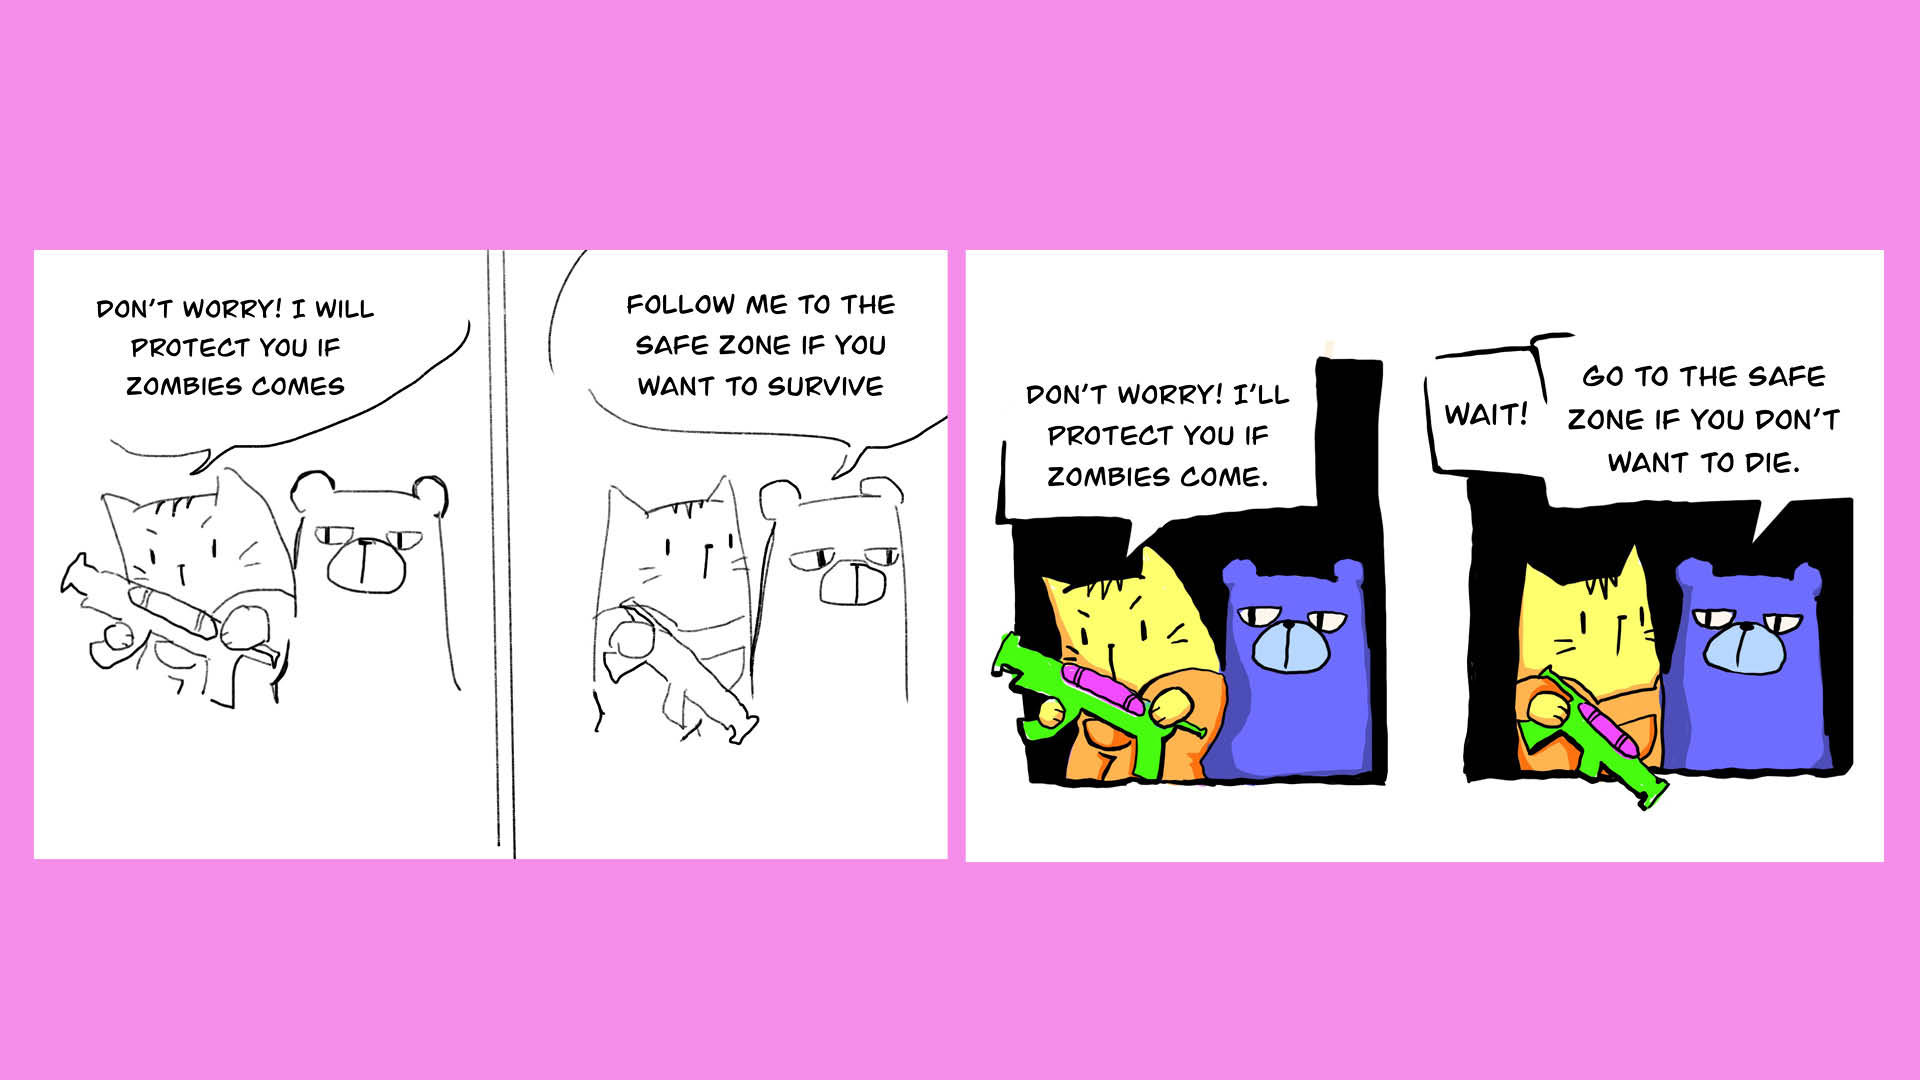 DON'T WORRY! I WILL
PROTECT YOU IF
ZOMBIES COMES
FOLLOW ME TO THE
SAFE ZONE IF YOU
WANT TO SURVIVE
DON'T WORRY! I'LL
PROTECT YOU IF
ZOMBIES COME.
WAIT!
GO TO THE SAFE
ZONE IF YOU DON'T
WANT TO DIE.